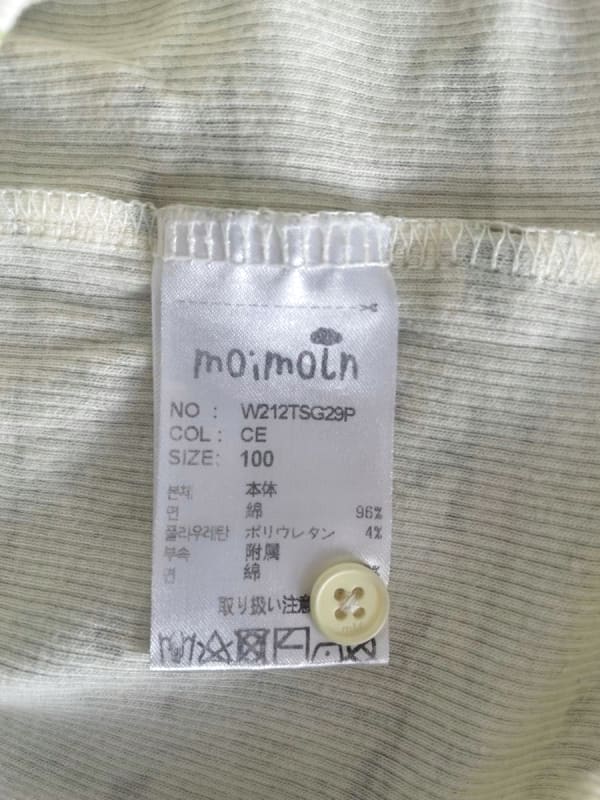 moimoln
NO : W212TSG29P
COL : CE
SIZE: 100
본체 本体
면 綿 96%
폴리우레탄 ポリウレタン 4%
부속 附属
면 綿 %
取り扱い注意